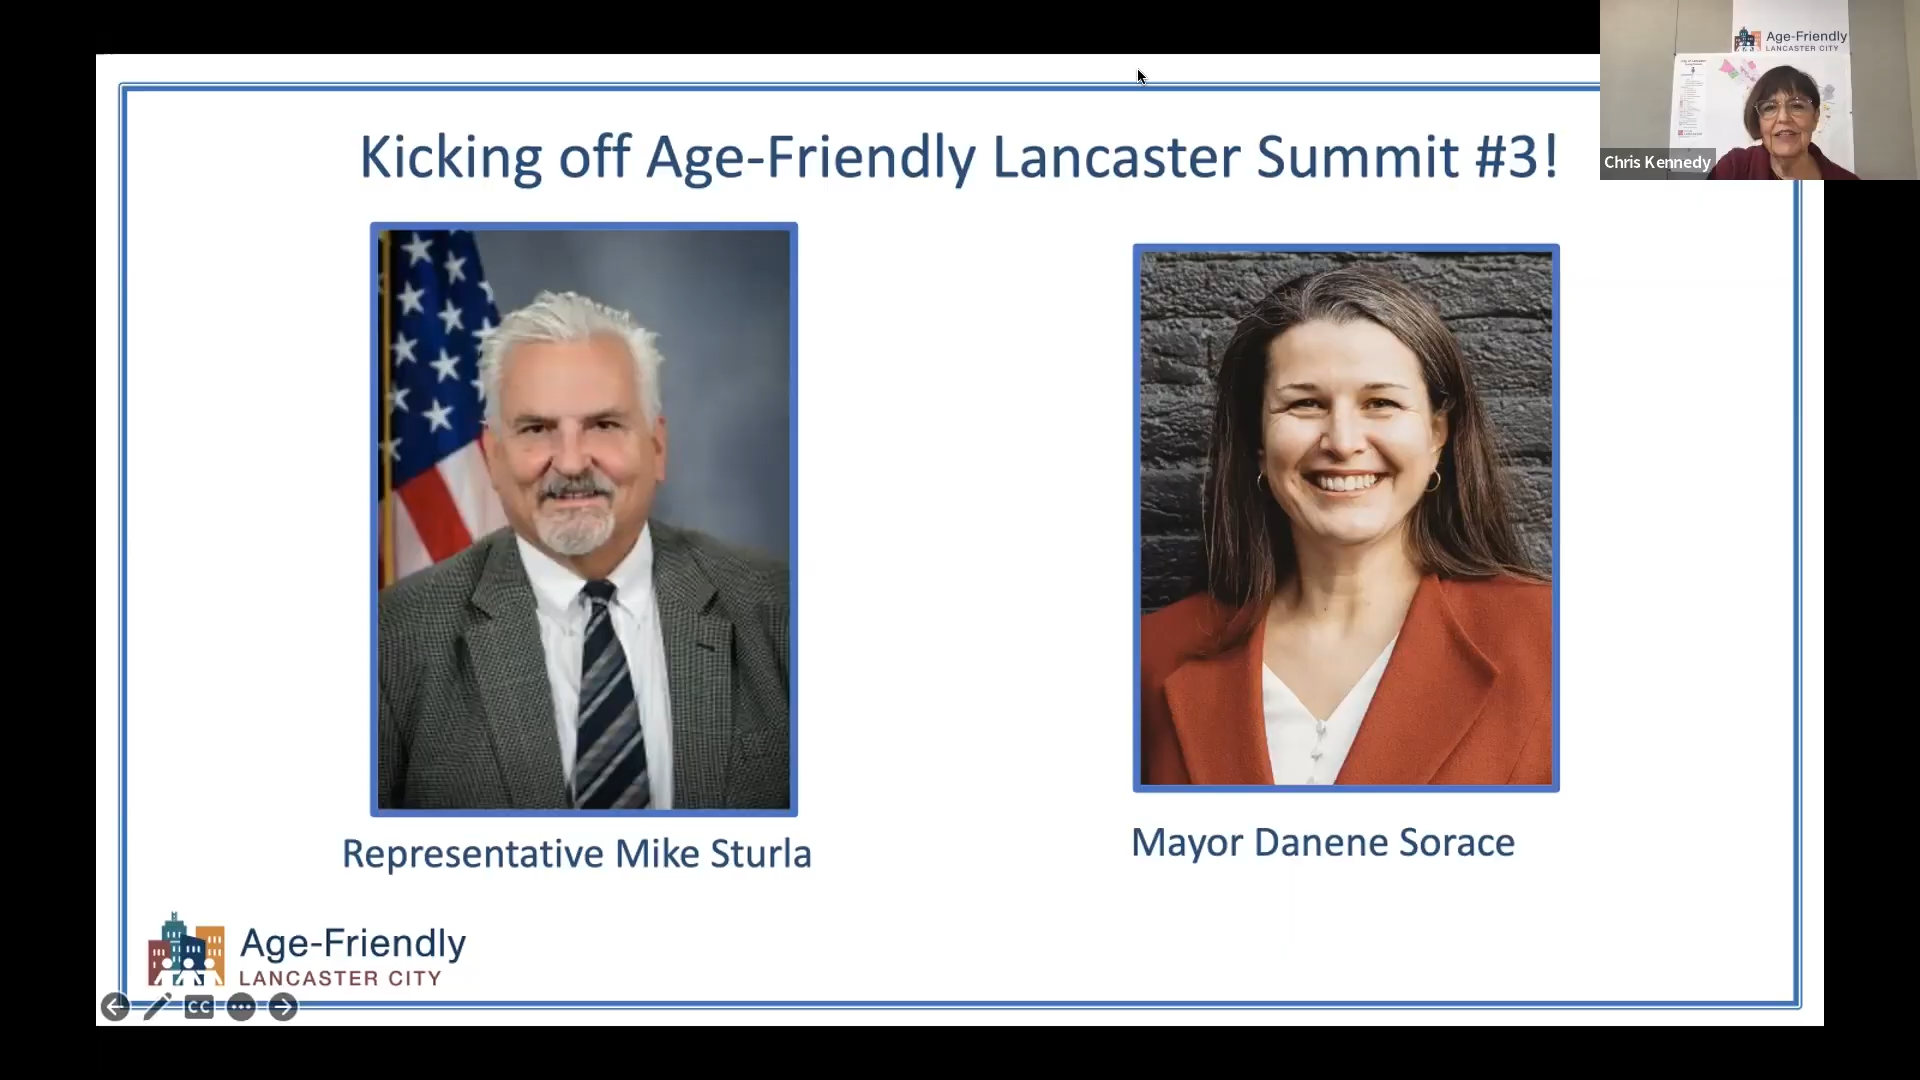 Kicking off Age-Friendly Lancaster Summit #3!
Age-Friendly
LANCASTER CITY
Chris Kennedy
Representative Mike Sturla
Mayor Danene Sorace
Age-Friendly
LANCASTER CITY
CC